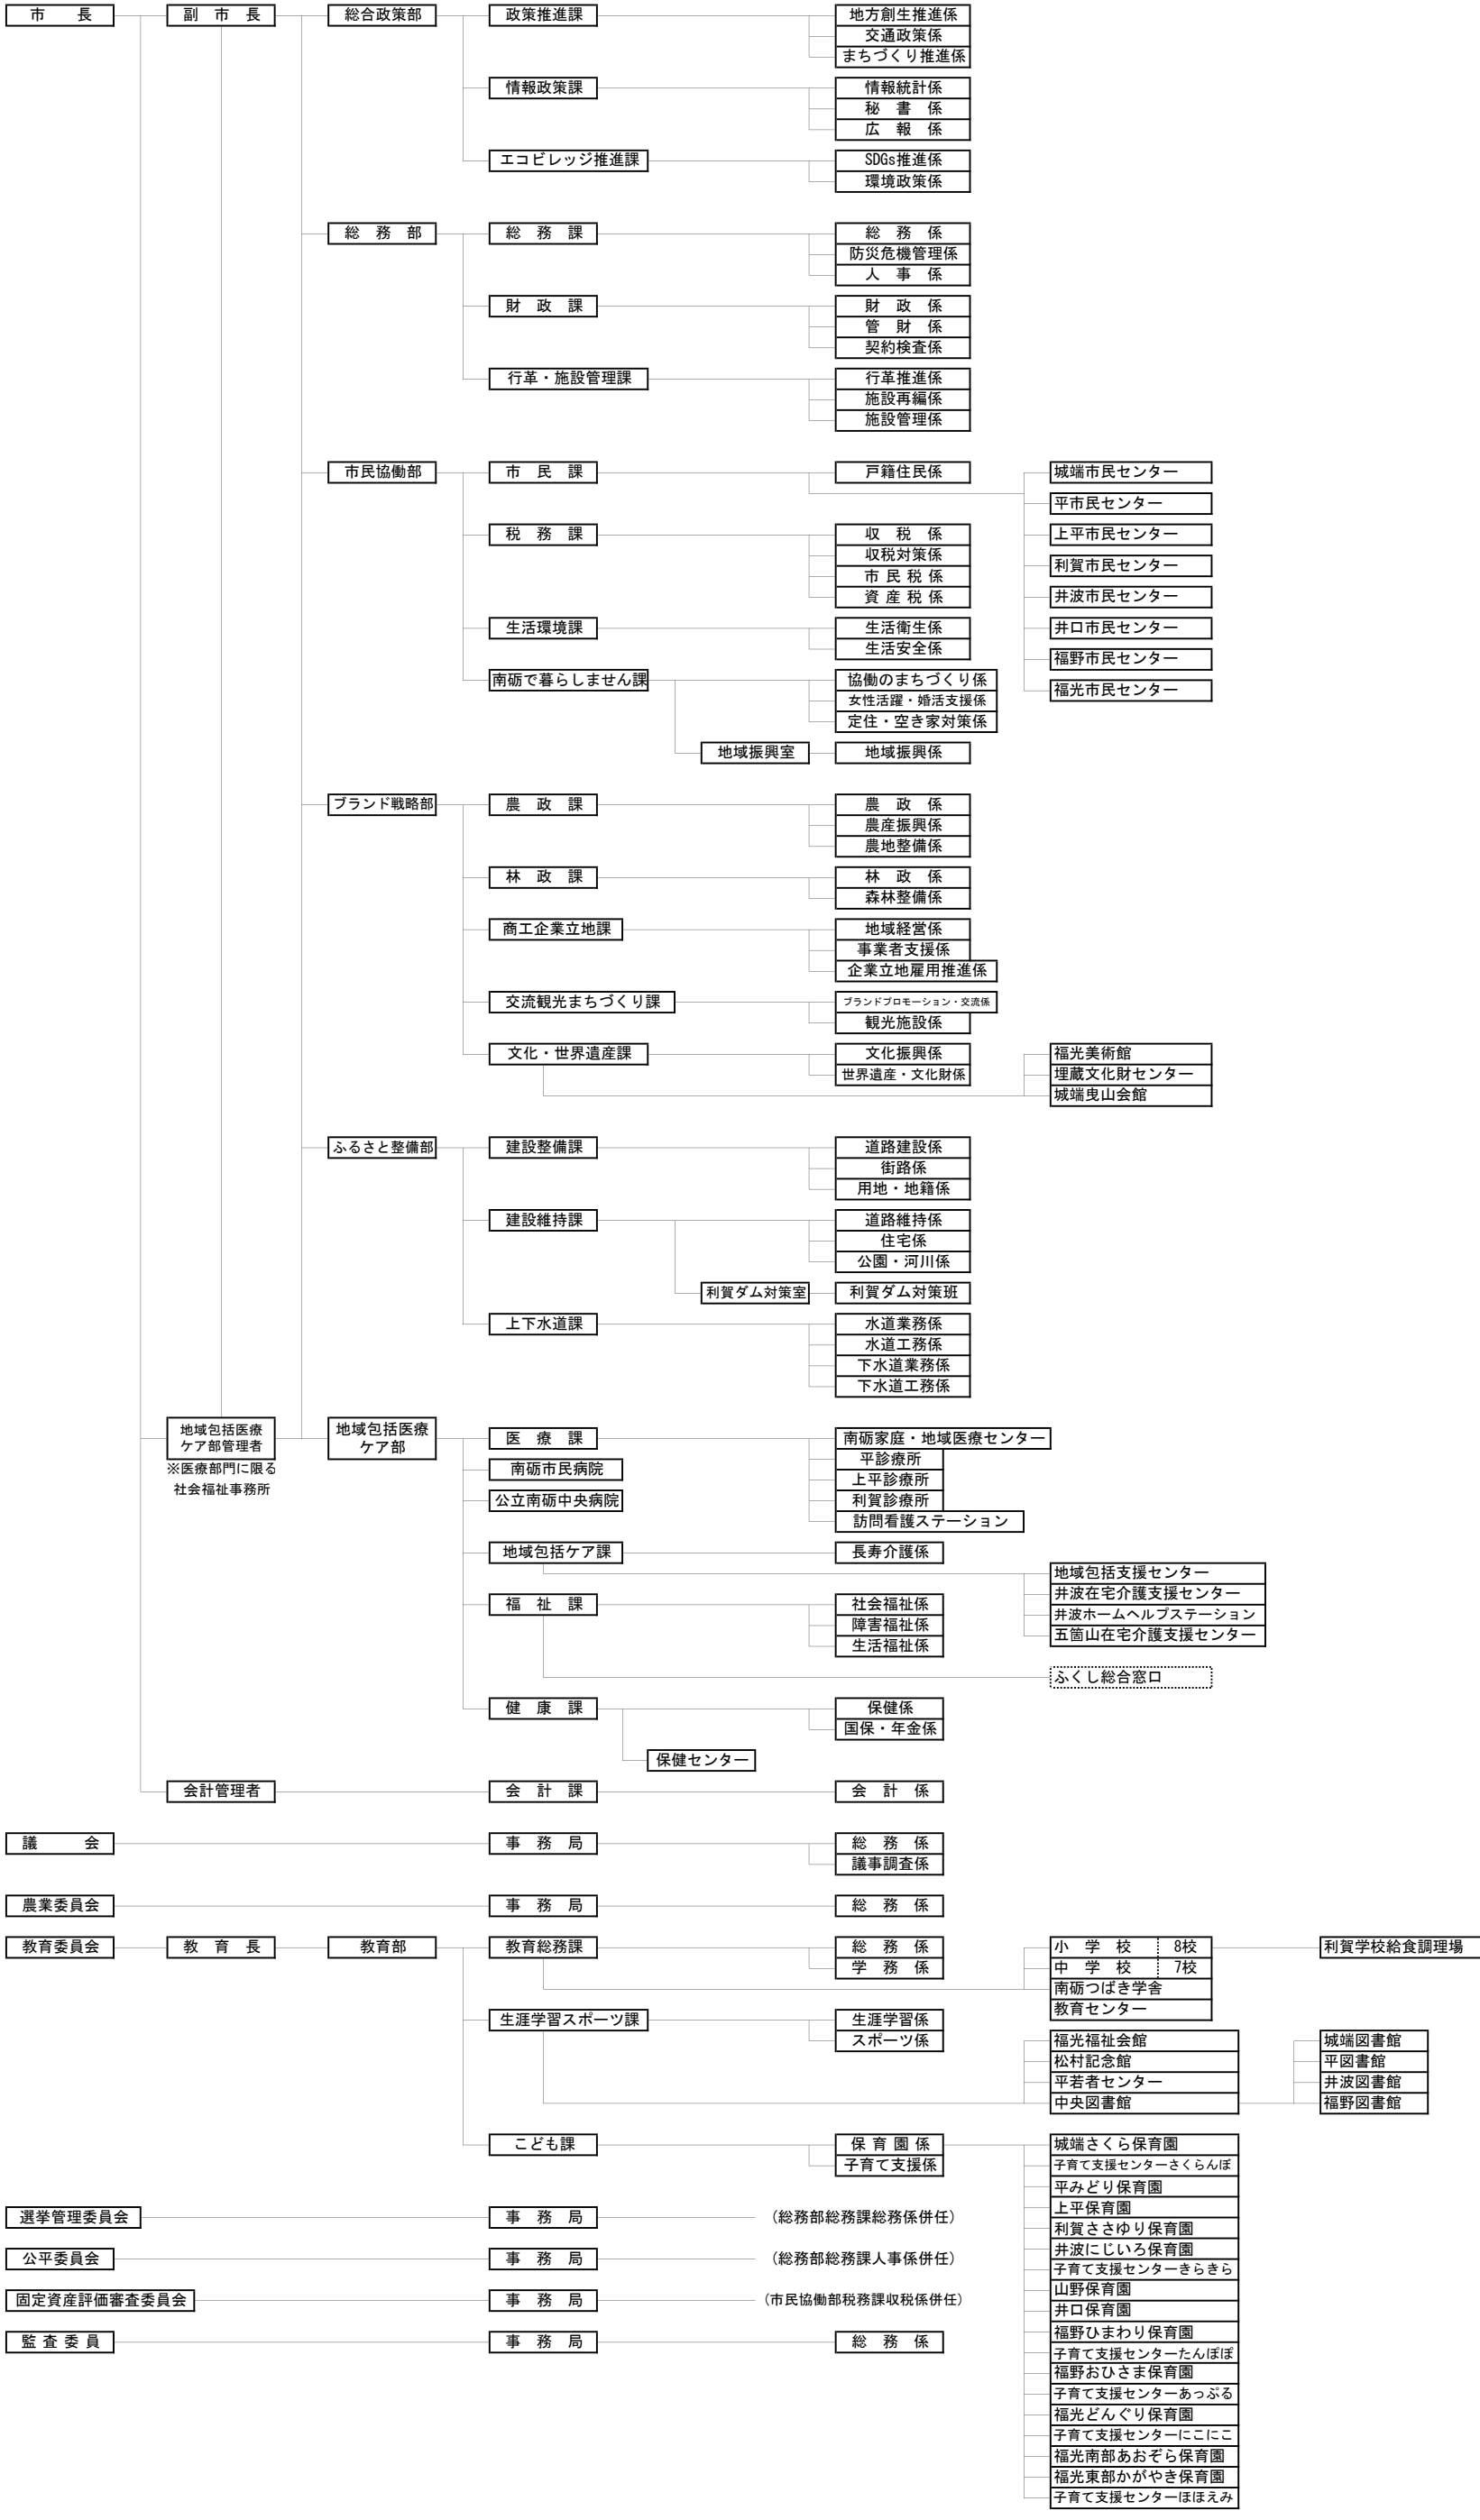 市　　長
副　市　長
総合政策部
政策推進課
地方創生推進係
交通政策係
まちづくり推進係
情報政策課
情報統計係
秘　書　係
広　報　係
エコビレッジ推進課
SDGs推進係
環境政策係
総　務　部
総　務　課
総　務　係
防災危機管理係
人　事　係
財　政　課
財　政　係
管　財　係
契約検査係
行革・施設管理課
行革推進係
施設再編係
施設管理係
市民協働部
市　民　課
戸籍住民係
城端市民センター
平市民センター
上平市民センター
利賀市民センター
井波市民センター
井口市民センター
福野市民センター
福光市民センター
税　務　課
収　税　係
収税対策係
市 民 税 係
資 産 税 係
生活環境課
生活衛生係
生活安全係
南砺で暮らしません課
協働のまちづくり係
女性活躍・婚活支援係
定住・空き家対策係
地域振興室
地域振興係
ブランド戦略部
農　政　課
農　政　係
農産振興係
農地整備係
林　政　課
林　政　係
森林整備係
商工企業立地課
地域経営係
事業者支援係
企業立地雇用推進係
交流観光まちづくり課
ブランドプロモーション・交流係
観光施設係
文化・世界遺産課
文化振興係
世界遺産・文化財係
福光美術館
埋蔵文化財センター
城端曳山会館
ふるさと整備部
建設整備課
道路建設係
街路係
用地・地籍係
建設維持課
道路維持係
住宅係
公園・河川係
利賀ダム対策室
利賀ダム対策班
上下水道課
水道業務係
水道工務係
下水道業務係
下水道工務係
地域包括医療
ケア部管理者
※医療部門に限る
社会福祉事務所
地域包括医療
ケア部
医　療　課
南砺家庭・地域医療センター
平診療所
上平診療所
利賀診療所
訪問看護ステーション
南砺市民病院
公立南砺中央病院
地域包括ケア課
長寿介護係
地域包括支援センター
井波在宅介護支援センター
井波ホームヘルプステーション
五箇山在宅介護支援センター
福　祉　課
社会福祉係
障害福祉係
生活福祉係
ふくし総合窓口
健　康　課
保健係
国保・年金係
保健センター
会計管理者
会　計　課
会　計　係
議　　　会
事　務　局
総　務　係
議事調査係
農業委員会
事　務　局
総　務　係
教育委員会
教　育　長
教育部
教育総務課
総　務　係
学　務　係
小　学　校　8校
中　学　校　7校
南砺つばき学舎
教育センター
利賀学校給食調理場
生涯学習スポーツ課
生涯学習係
スポーツ係
福光福祉会館
松村記念館
平若者センター
中央図書館
城端図書館
平図書館
井波図書館
福野図書館
こども課
保 育 園 係
子育て支援係
城端さくら保育園
子育て支援センターさくらんぼ
平みどり保育園
上平保育園
利賀ささゆり保育園
井波にじいろ保育園
子育て支援センターきらきら
山野保育園
井口保育園
福野ひまわり保育園
子育て支援センターたんぽぽ
福野おひさま保育園
子育て支援センターあっぷる
福光どんぐり保育園
子育て支援センターにこにこ
福光南部あおぞら保育園
福光東部かがやき保育園
子育て支援センターほほえみ
選挙管理委員会
事　務　局
（総務部総務課総務係併任）
公平委員会
事　務　局
（総務部総務課人事係併任）
固定資産評価審査委員会
事　務　局
（市民協働部税務課収税係併任）
監 査 委 員
事　務　局
総　務　係